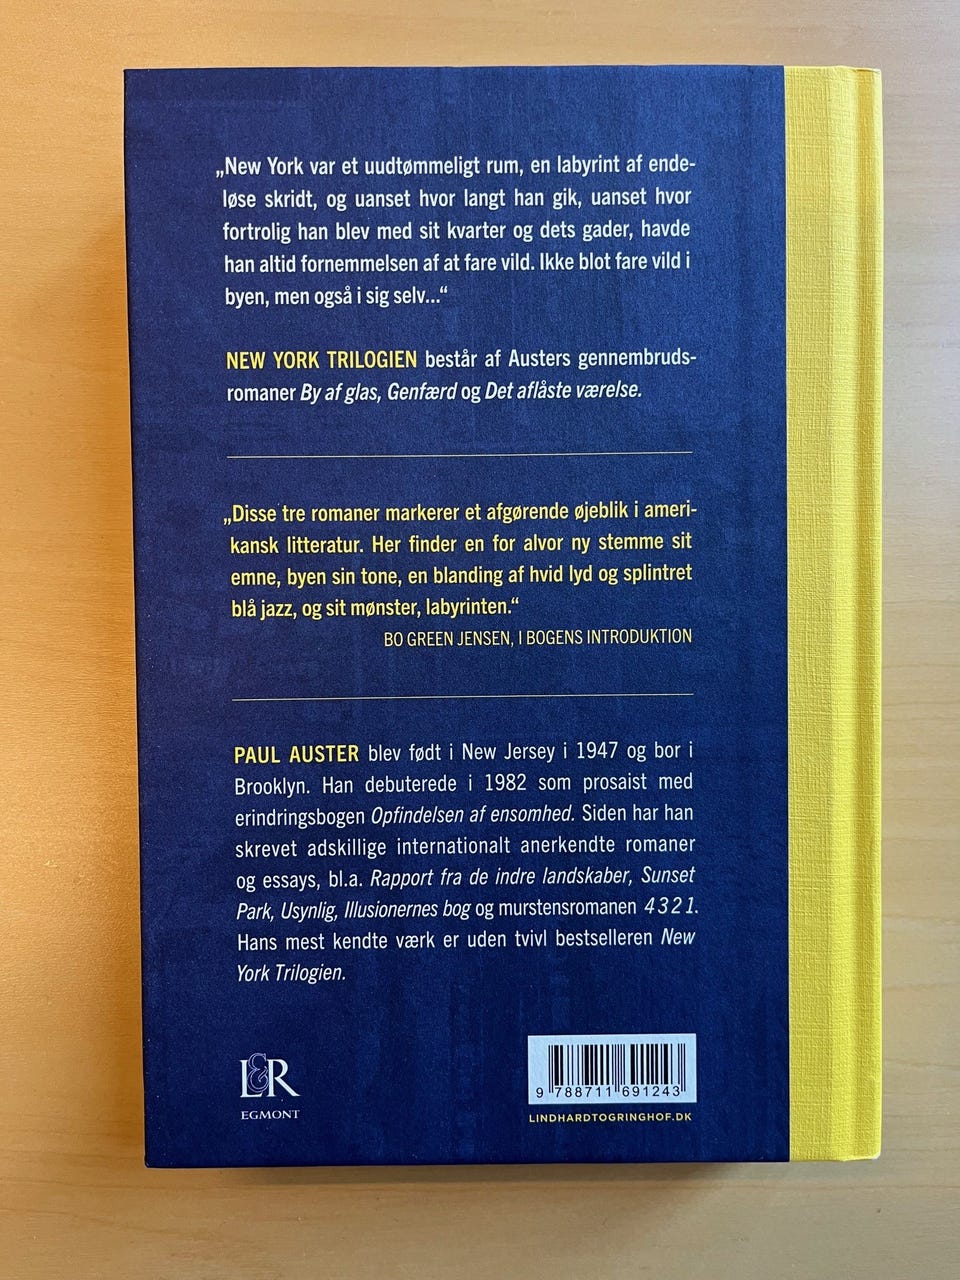 „New York var et uudtømmeligt rum, en labyrint af ende-
løse skridt, og uanset hvor langt han gik, uanset hvor
fortrolig han blev med sit kvarter og dets gader, havde
han altid fornemmelsen af at fare vild. Ikke blot fare vild i
byen, men også i sig selv...“
NEW YORK TRILOGIEN består af Austers gennembruds-
romaner By af glas, Genfærd og Det aflåste værelse.
„Disse tre romaner markerer et afgørende øjeblik i ameri-
kansk litteratur. Her finder en for alvor ny stemme sit
emne, byen sin tone, en blanding af hvid lyd og splintret
blå jazz, og sit mønster, labyrinten.“
BO GREEN JENSEN, I BOGENS INTRODUKTION
PAUL AUSTER blev født i New Jersey i 1947 og bor i
Brooklyn. Han debuterede i 1982 som prosaist med
erindringsbogen Opfindelsen af ensomhed. Siden har han
skrevet adskillige internationalt anerkendte romaner
og essays, bl.a. Rapport fra de indre landskaber, Sunset
Park, Usynlig, Illusionernes bog og murstensromanen 4 3 2 1.
Hans mest kendte værk er uden tvivl bestselleren New
York Trilogien.
L&R
EGMONT
9 788711 691243
LINDHARDTOGRINGHOF.DK